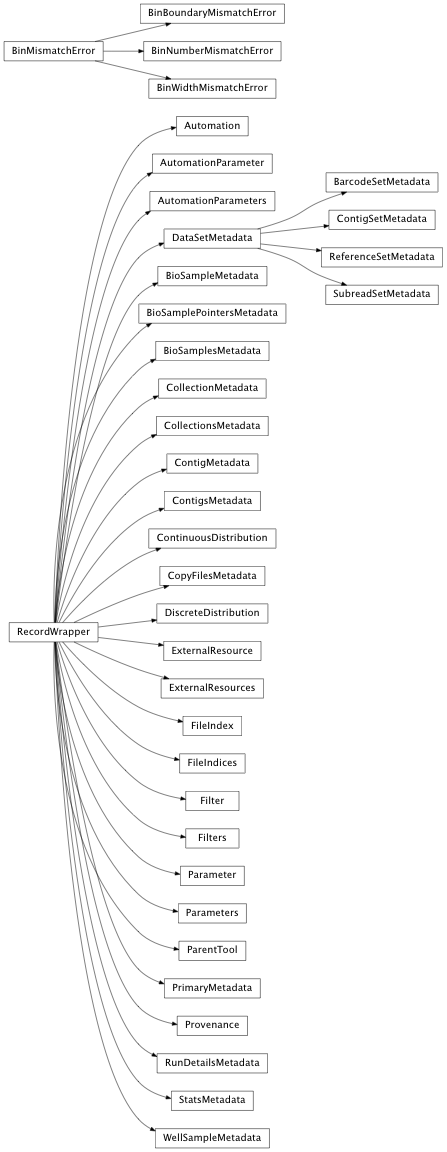 BinBoundaryMismatchError
BinMismatchError
BinNumberMismatchError
BinWidthMismatchError
Automation
AutomationParameter
AutomationParameters
DataSetMetadata
BarcodeSetMetadata
ContigSetMetadata
ReferenceSetMetadata
SubreadSetMetadata
BioSampleMetadata
BioSamplePointersMetadata
BioSamplesMetadata
CollectionMetadata
CollectionsMetadata
ContigMetadata
ContigsMetadata
ContinuousDistribution
CopyFilesMetadata
DiscreteDistribution
RecordWrapper
ExternalResource
ExternalResources
FileIndex
FileIndices
Filter
Filters
Parameter
Parameters
ParentTool
PrimaryMetadata
Provenance
RunDetailsMetadata
StatsMetadata
WellSampleMetadata